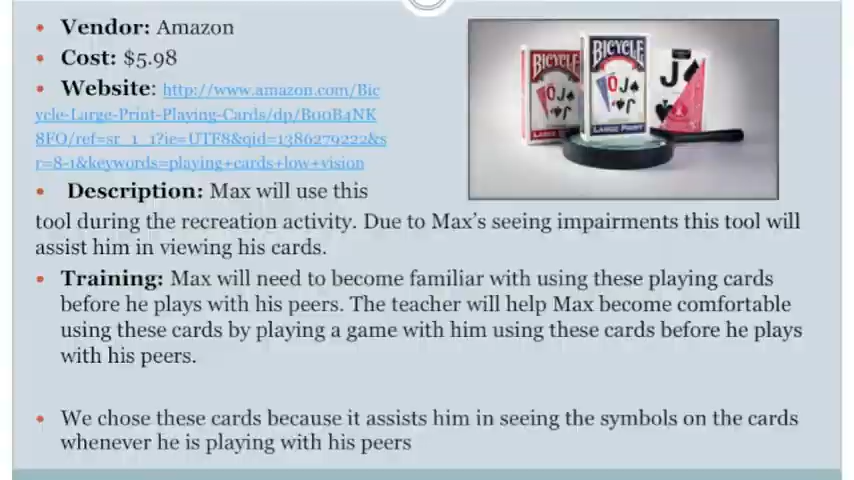 • Vendor: Amazon
• Cost: $5.98
• Website: http://www.amazon.com/Bic
ycle-Large-Print-Playing-Cards/dp/B00B4NK
8FO/ref=sr_1_1?ie=UTF8&qid=1386279222&s
r=8-1&keywords=playing+cards+low+vision
• Description: Max will use this
tool during the recreation activity. Due to Max's seeing impairments this tool will
assist him in viewing his cards.
• Training: Max will need to become familiar with using these playing cards
before he plays with his peers. The teacher will help Max become comfortable
using these cards by playing a game with him using these cards before he plays
with his peers.
• We chose these cards because it assists him in seeing the symbols on the cards
whenever he is playing with his peers
BICYCLE
BICYCLE
J
J
J
LARGE
LARGE PRINT